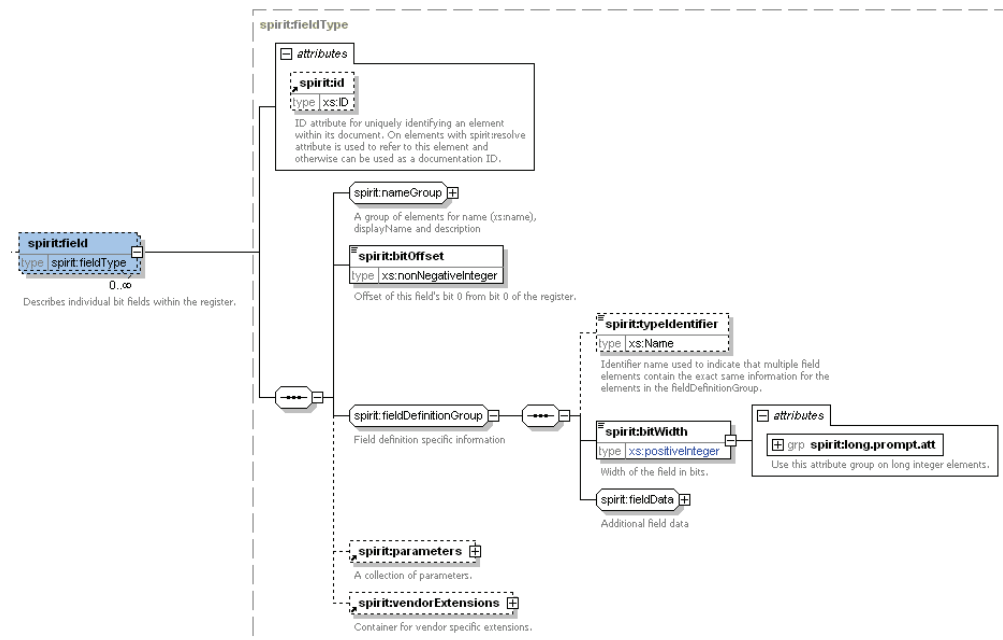 spirit:fieldType
attributes
spirit:id
type xs:ID
ID attribute for uniquely identifying an element
within its document. On elements with spirit:resolve
attribute is used to refer to this element and
otherwise can be used as a documentation ID.
spirit:nameGroup
A group of elements for name (xs:name),
displayName and description
spirit:field
type spirit:fieldType
0..∞
Describes individual bit fields within the register.
spirit:bitOffset
type xs:nonNegativeInteger
Offset of this field's bit 0 from bit 0 of the register.
spirit:typeIdentifier
type xs:Name
Identifier name used to indicate that multiple field
elements contain the exact same information for the
elements in the fieldDefinitionGroup.
spirit:fieldDefinitionGroup
Field definition specific information
spirit:bitWidth
type xs:positiveInteger
Width of the field in bits.
attributes
grp spirit:long.prompt.att
Use this attribute group on long integer elements.
spirit:fieldData
Additional field data
spirit:parameters
A collection of parameters.
spirit:vendorExtensions
Container for vendor specific extensions.